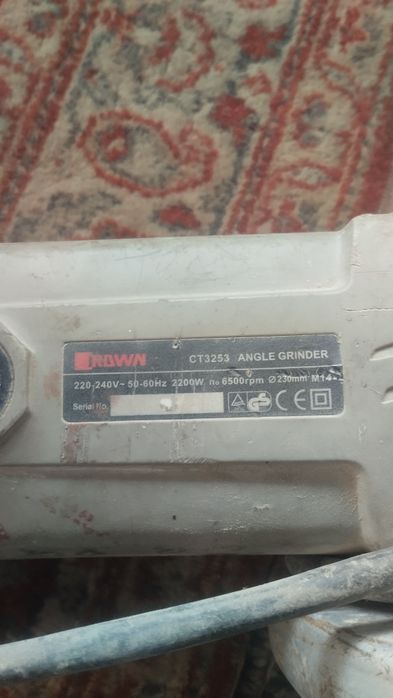 CROWN
CT3253 ANGLE GRINDER
220-240V~ 50-60Hz 2200W n₀ 6500rpm Ø230mm M14
Serial No.